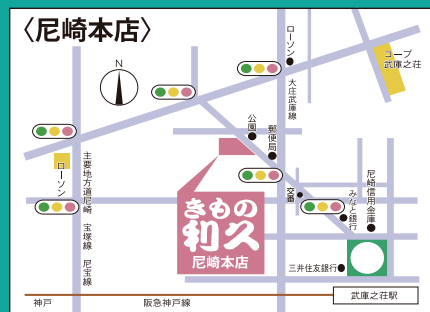 〈尼崎本店〉
N
ローソン
大庄武庫線
コープ
武庫之荘
公園
郵便局
ローソン
主要地方道尼崎 宝塚線 尼宝線
交番
みなと銀行
尼崎信用金庫
きもの
和久
尼崎本店
三井住友銀行
神戸
阪急神戸線
武庫之荘駅